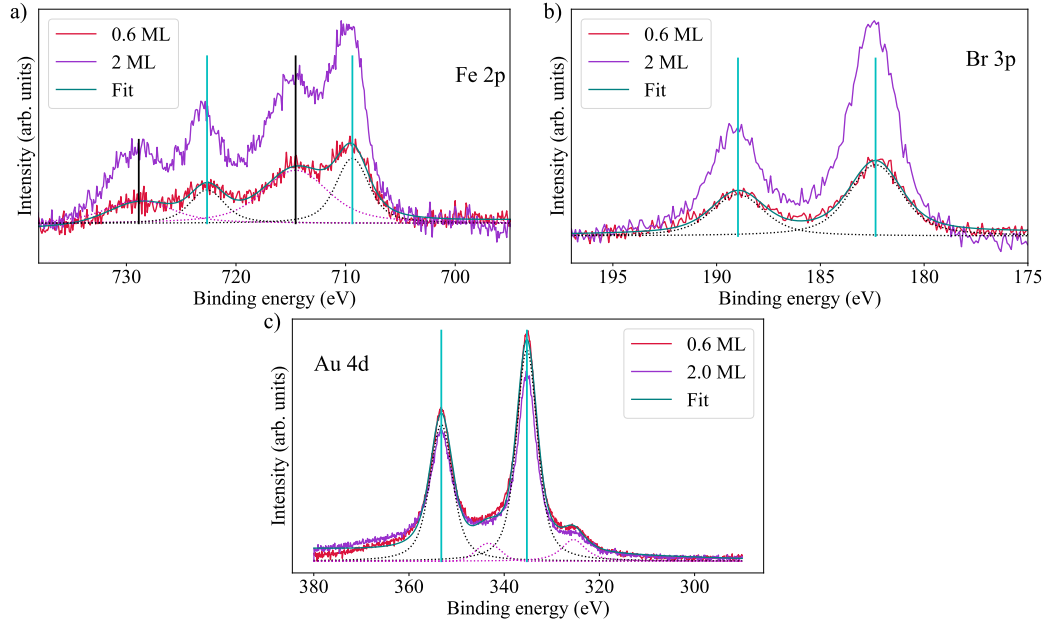 a)
0.6 ML
2 ML
Fit
Fe 2p
Intensity (arb. units)
730
720
710
700
Binding energy (eV)
b)
0.6 ML
2 ML
Fit
Br 3p
Intensity (arb. units)
195
190
185
180
175
Binding energy (eV)
c)
Au 4d
0.6 ML
2.0 ML
Fit
Intensity (arb. units)
380
360
340
320
300
Binding energy (eV)